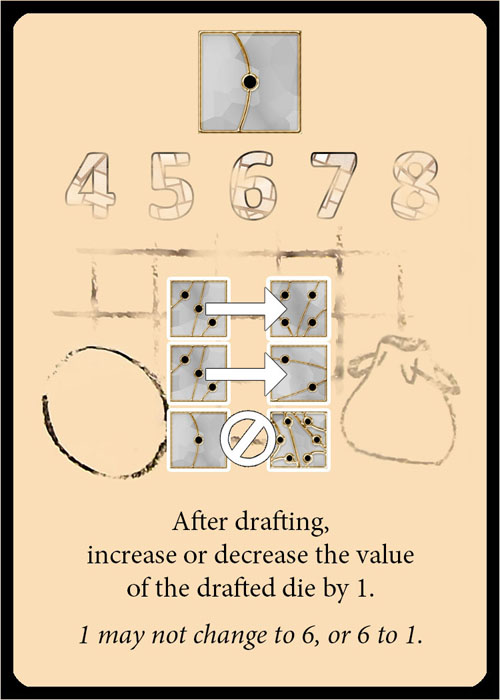 4 5 6 7 8
After drafting,
increase or decrease the value
of the drafted die by 1.
1 may not change to 6, or 6 to 1.